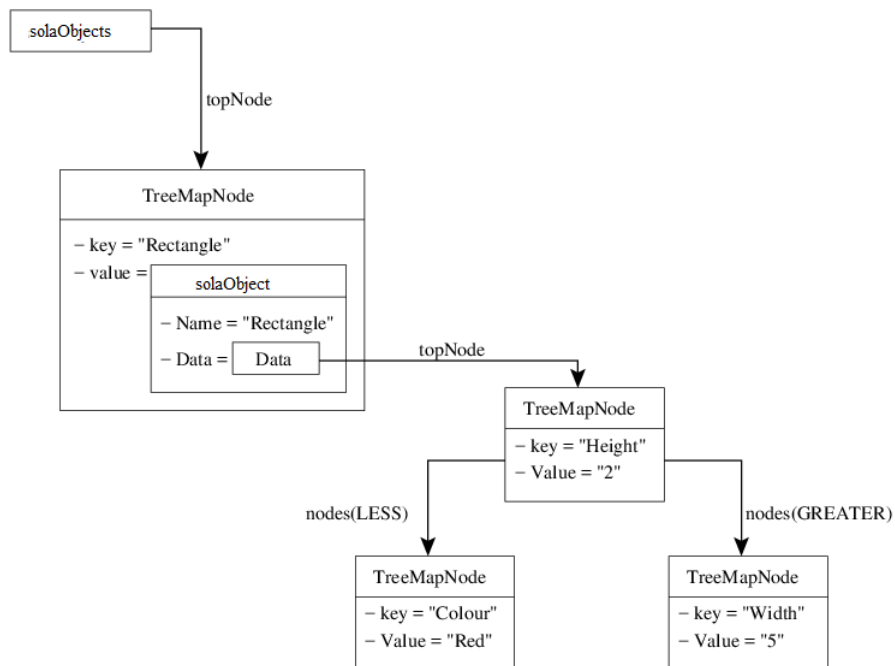 solaObjects
topNode
TreeMapNode
– key = "Rectangle"
– value =
solaObject
– Name = "Rectangle"
– Data = Data
topNode
TreeMapNode
– key = "Height"
– Value = "2"
nodes(LESS)
nodes(GREATER)
TreeMapNode
– key = "Colour"
– Value = "Red"
TreeMapNode
– key = "Width"
– Value = "5"